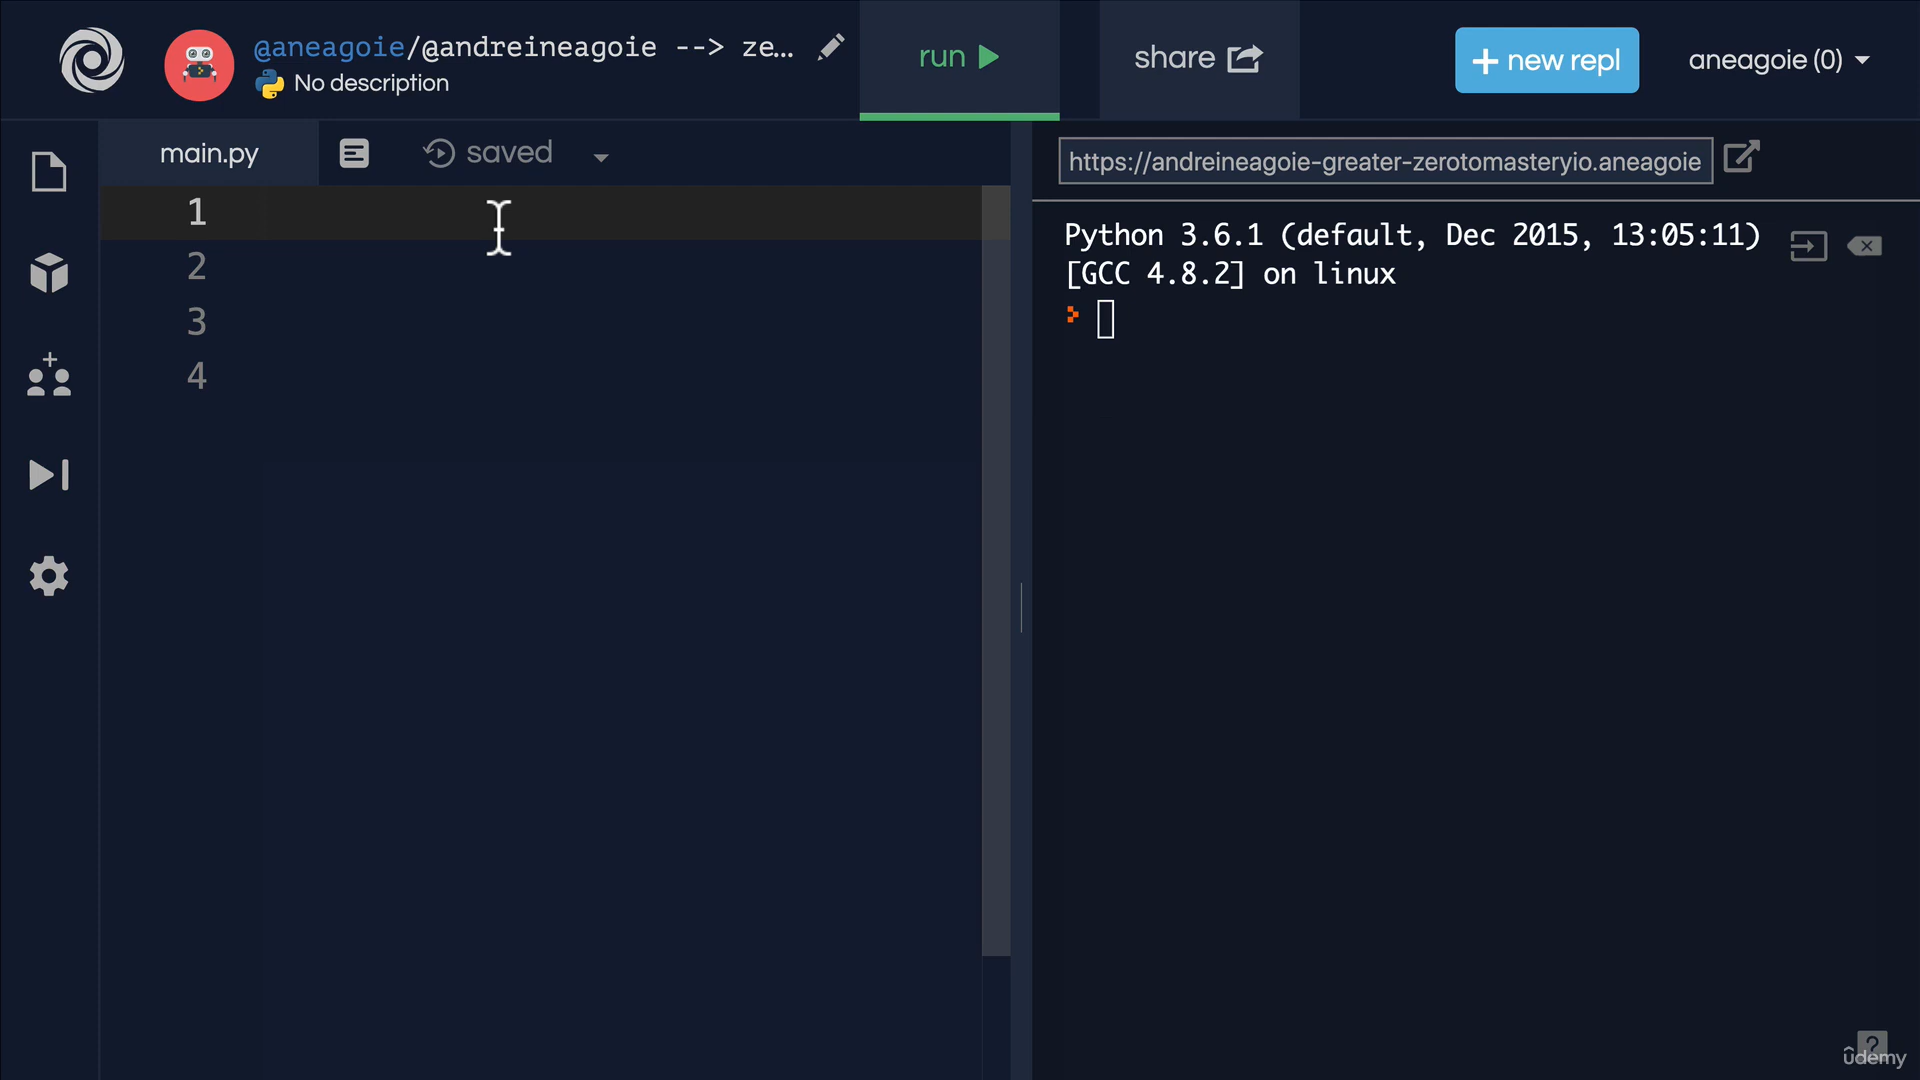 @aneagoie/@andreineagoie --> ze...
No description
run
share
+ new repl
aneagoie (0)
main.py
saved
https://andreineagoie-greater-zerotomasteryio.aneagoie
1
2
3
4
Python 3.6.1 (default, Dec 2015, 13:05:11)
[GCC 4.8.2] on linux
?
ûdemy